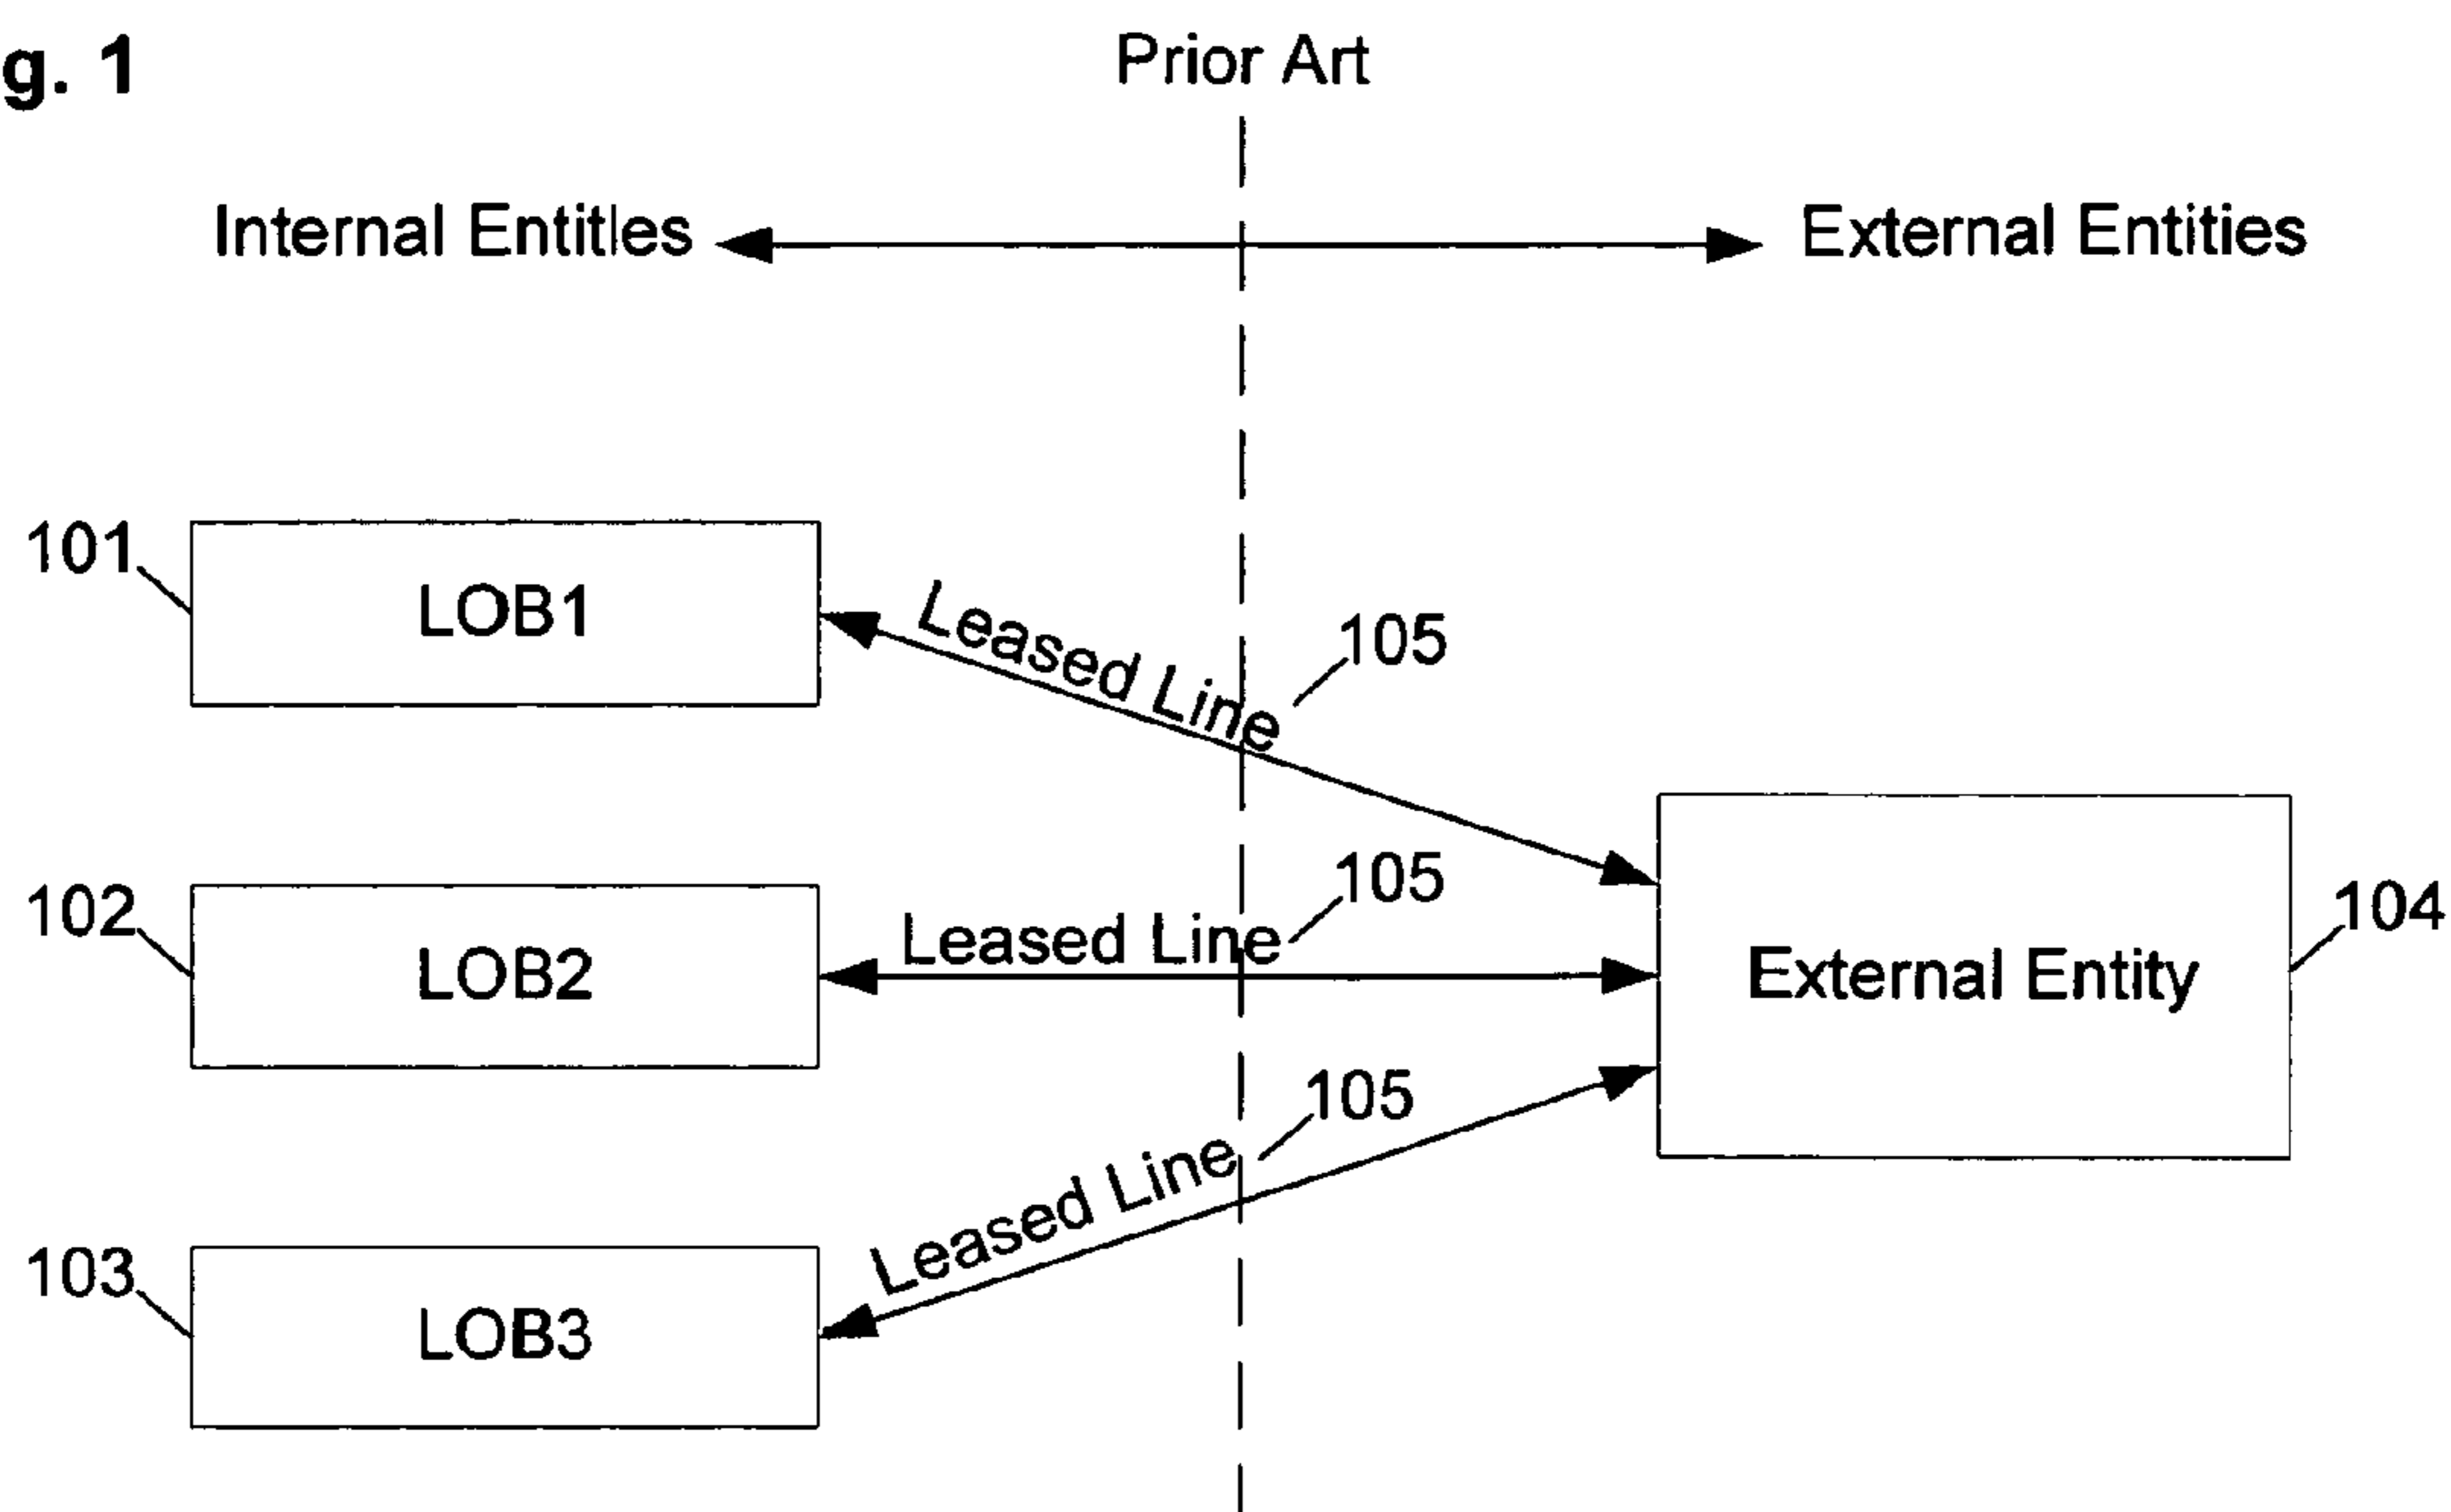 g. 1
Prior Art
Internal Entitles
External Entities
101
LOB1
Leased Line
105
102
LOB2
Leased Line
105
External Entity
104
103
LOB3
Leased Line
105